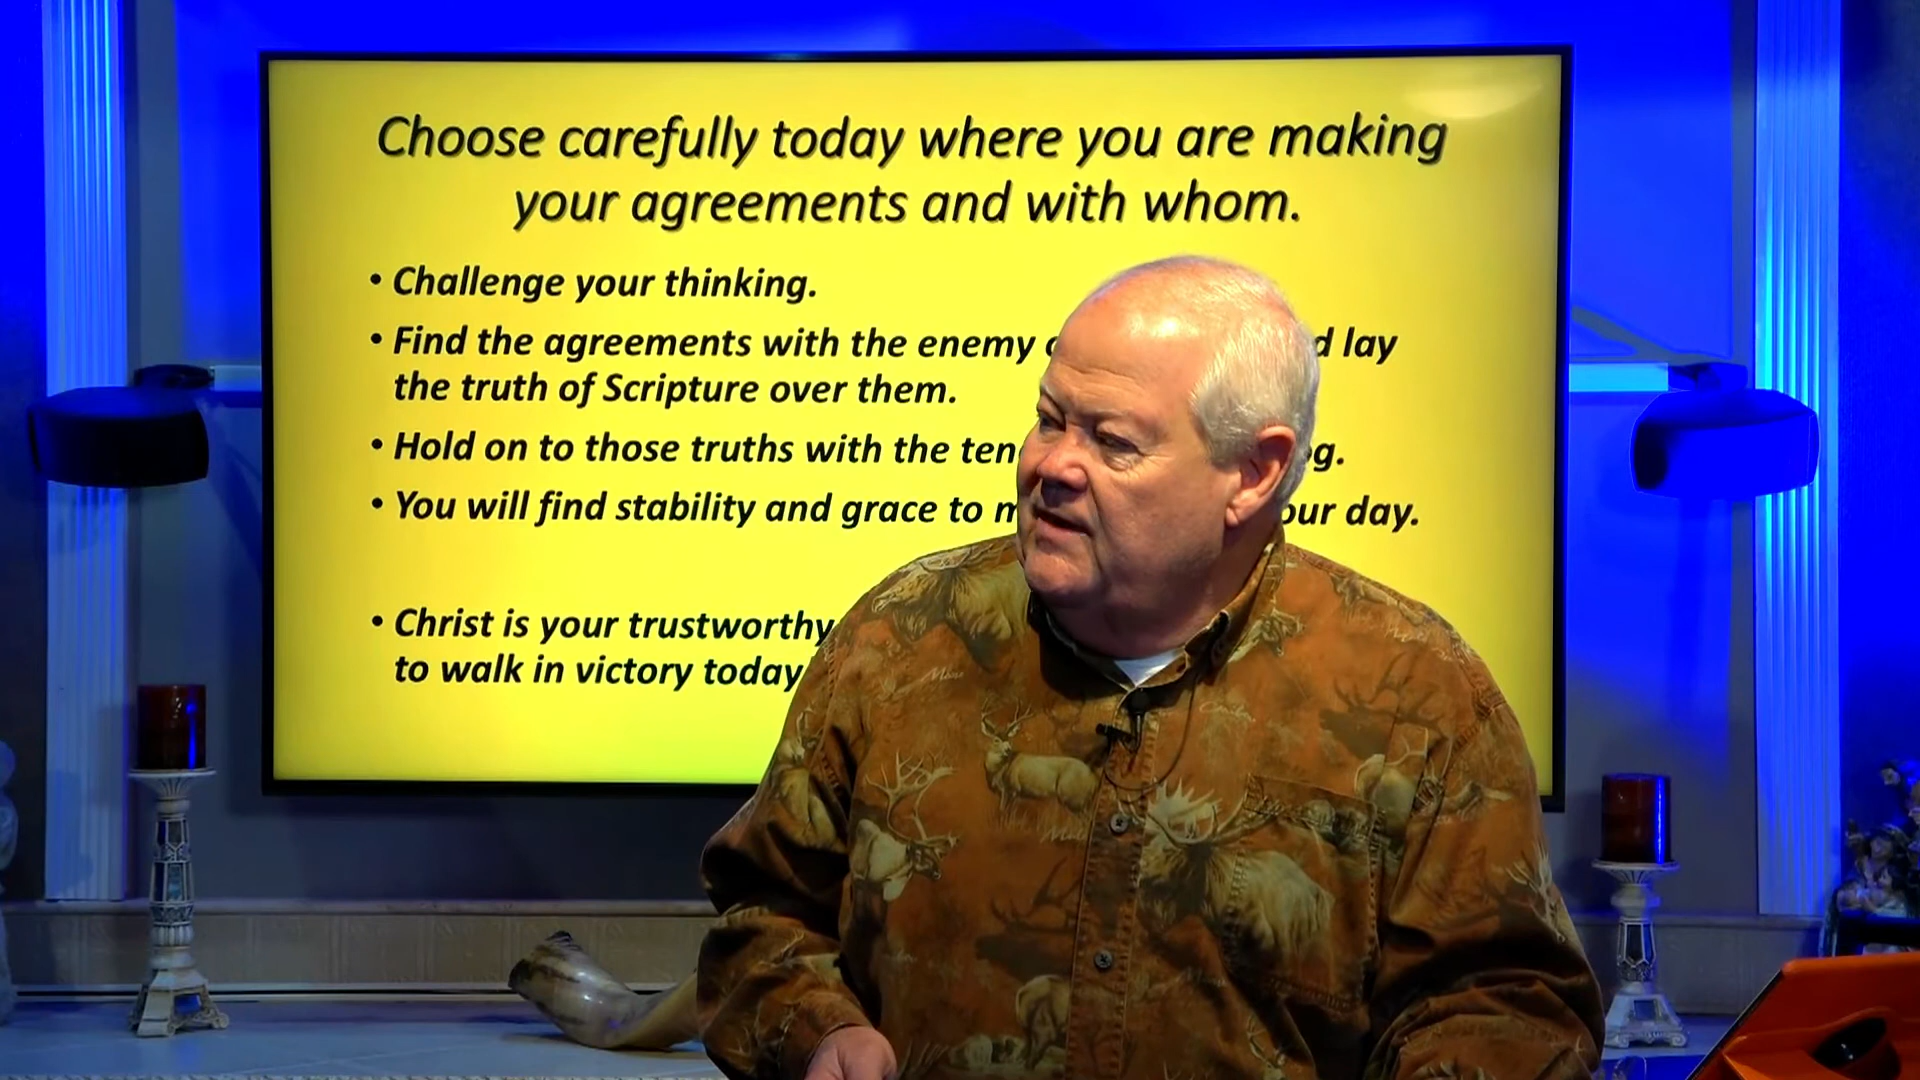 Choose carefully today where you are making
your agreements and with whom.
• Challenge your thinking.
• Find the agreements with the enemy lay
the truth of Scripture over them.
• Hold on to those truths with the
• You will find stability and grace to day.
• Christ is your trustworthy
to walk in victory today